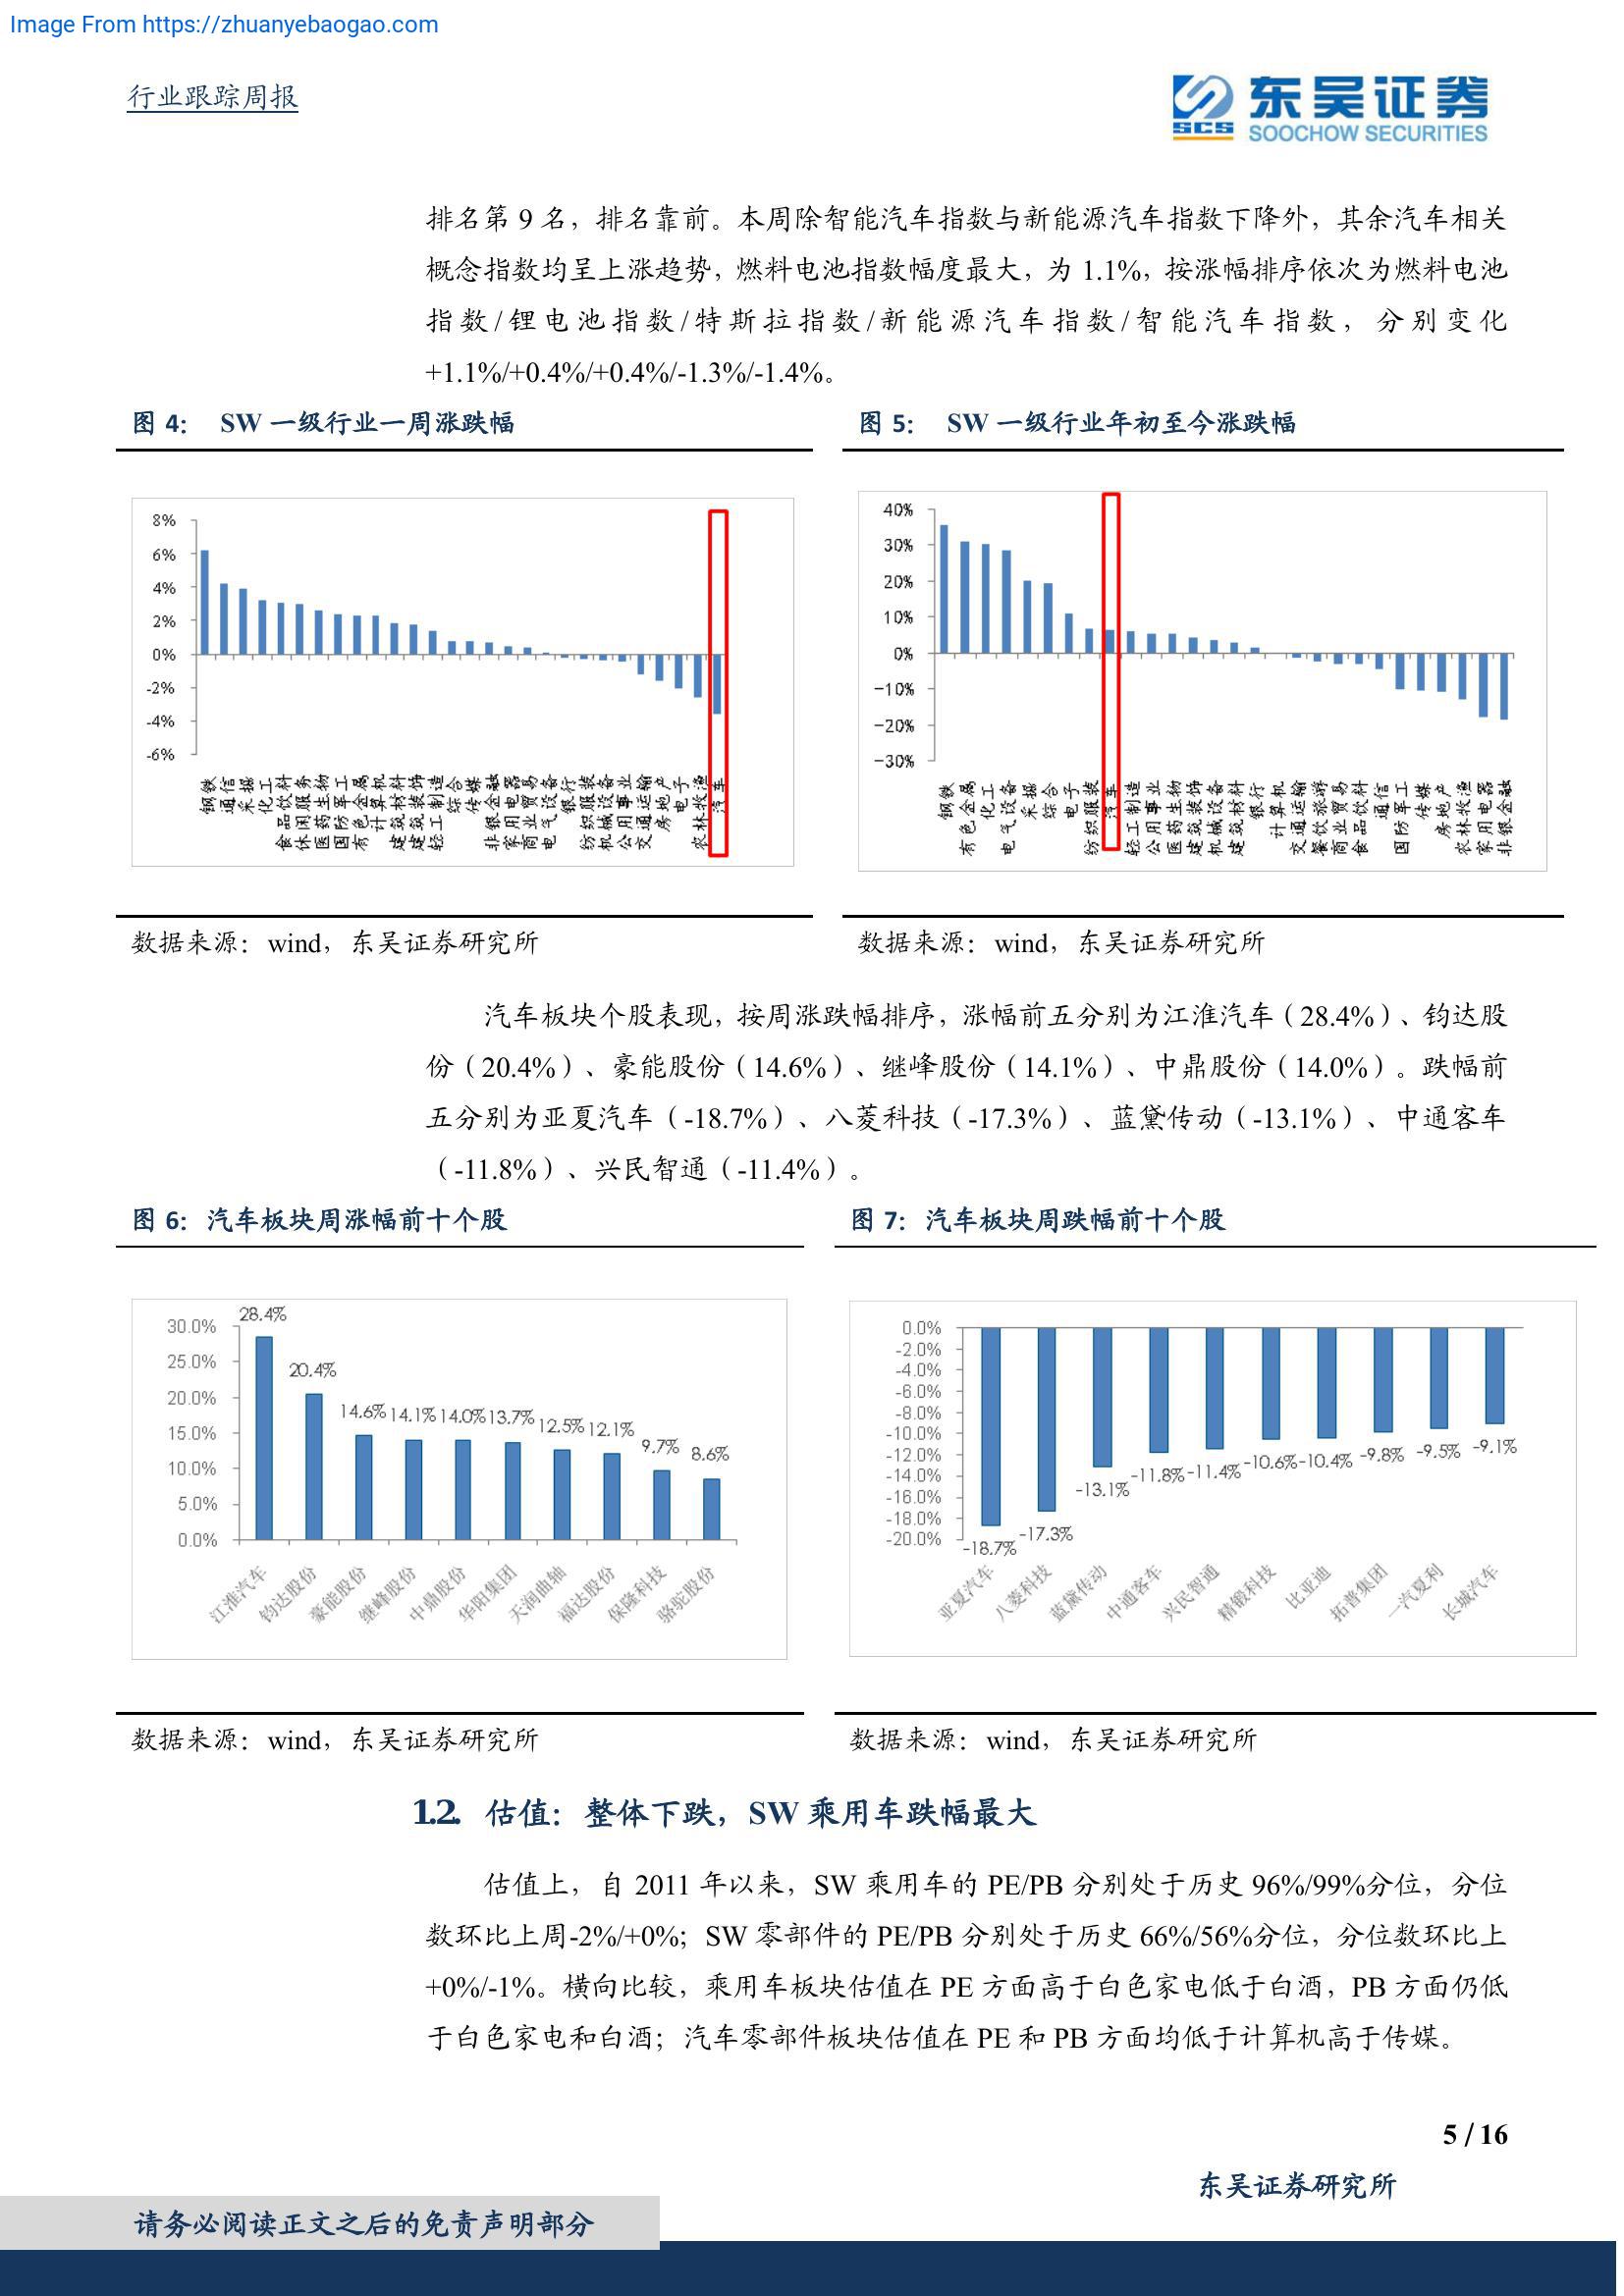 Image From https://zhuanyebaogao.com
行业跟踪周报
东吴证券
SCS
SOOCHOW SECURITIES
排名第 9 名，排名靠前。本周除智能汽车指数与新能源汽车指数下降外，其余汽车相关
概念指数均呈上涨趋势，燃料电池指数幅度最大，为 1.1%，按涨幅排序依次为燃料电池
指数/锂电池指数/特斯拉指数/新能源汽车指数/智能汽车指数，分别变化
+1.1%/+0.4%/+0.4%/-1.3%/-1.4%。
图 4： SW 一级行业一周涨跌幅
8%
6%
4%
2%
0%
-2%
-4%
-6%
钢铁
通信
采掘
化工
食品饮料
休闲服务
医药生物
国防军工
有色金属
计算机
建筑材料
建筑装饰
轻工制造
综合
传媒
非银金融
家用电器
商业贸易
电气设备
银行
纺织服装
机械设备
公用事业
交通运输
房地产
电子
农林牧渔
汽车
数据来源：wind，东吴证券研究所
图 5： SW 一级行业年初至今涨跌幅
40%
30%
20%
10%
0%
-10%
-20%
-30%
钢铁
有色金属
化工
电气设备
采掘
综合
电子
纺织服装
汽车
轻工制造
公用事业
医药生物
建筑装饰
机械设备
建筑材料
银行
计算机
交通运输
餐饮旅游
商业贸易
食品饮料
通信
国防军工
传媒
房地产
农林牧渔
家用电器
非银金融
数据来源：wind，东吴证券研究所
汽车板块个股表现，按周涨跌幅排序，涨幅前五分别为江淮汽车（28.4%）、钧达股
份（20.4%）、豪能股份（14.6%）、继峰股份（14.1%）、中鼎股份（14.0%）。跌幅前
五分别为亚夏汽车（-18.7%）、八菱科技（-17.3%）、蓝黛传动（-13.1%）、中通客车
（-11.8%）、兴民智通（-11.4%）。
图 6：汽车板块周涨幅前十个股
30.0%
25.0%
20.0%
15.0%
10.0%
5.0%
0.0%
28.4%
20.4%
14.6%
14.1%
14.0%
13.7%
12.5%
12.1%
9.7%
8.6%
江淮汽车
钧达股份
豪能股份
继峰股份
中鼎股份
华阳集团
天润曲轴
福达股份
保隆科技
骆驼股份
数据来源：wind，东吴证券研究所
图 7：汽车板块周跌幅前十个股
0.0%
-2.0%
-4.0%
-6.0%
-8.0%
-10.0%
-12.0%
-14.0%
-16.0%
-18.0%
-20.0%
-18.7%
-17.3%
-13.1%
-11.8%
-11.4%
-10.6%
-10.4%
-9.8%
-9.5%
-9.1%
亚夏汽车
八菱科技
蓝黛传动
中通客车
兴民智通
精锻科技
比亚迪
拓普集团
一汽夏利
长城汽车
数据来源：wind，东吴证券研究所
1.2. 估值：整体下跌，SW 乘用车跌幅最大
估值上，自 2011 年以来，SW 乘用车的 PE/PB 分别处于历史 96%/99%分位，分位
数环比上周-2%/+0%；SW 零部件的 PE/PB 分别处于历史 66%/56%分位，分位数环比上
+0%/-1%。横向比较，乘用车板块估值在 PE 方面高于白色家电低于白酒，PB 方面仍低
于白色家电和白酒；汽车零部件板块估值在 PE 和 PB 方面均低于计算机高于传媒。
5 / 16
东吴证券研究所
请务必阅读正文之后的免责声明部分